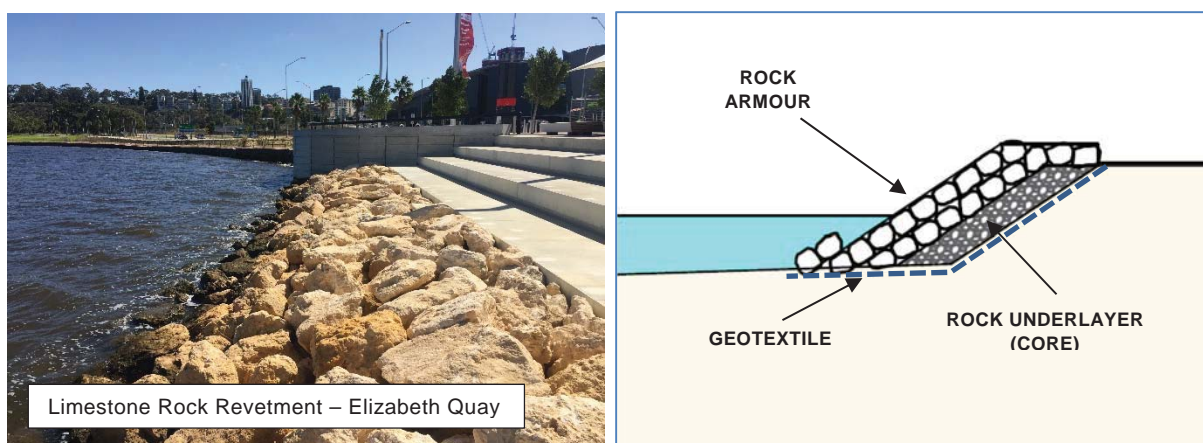 Limestone Rock Revetment – Elizabeth Quay
ROCK
ARMOUR
GEOTEXTILE
ROCK UNDERLAYER
(CORE)